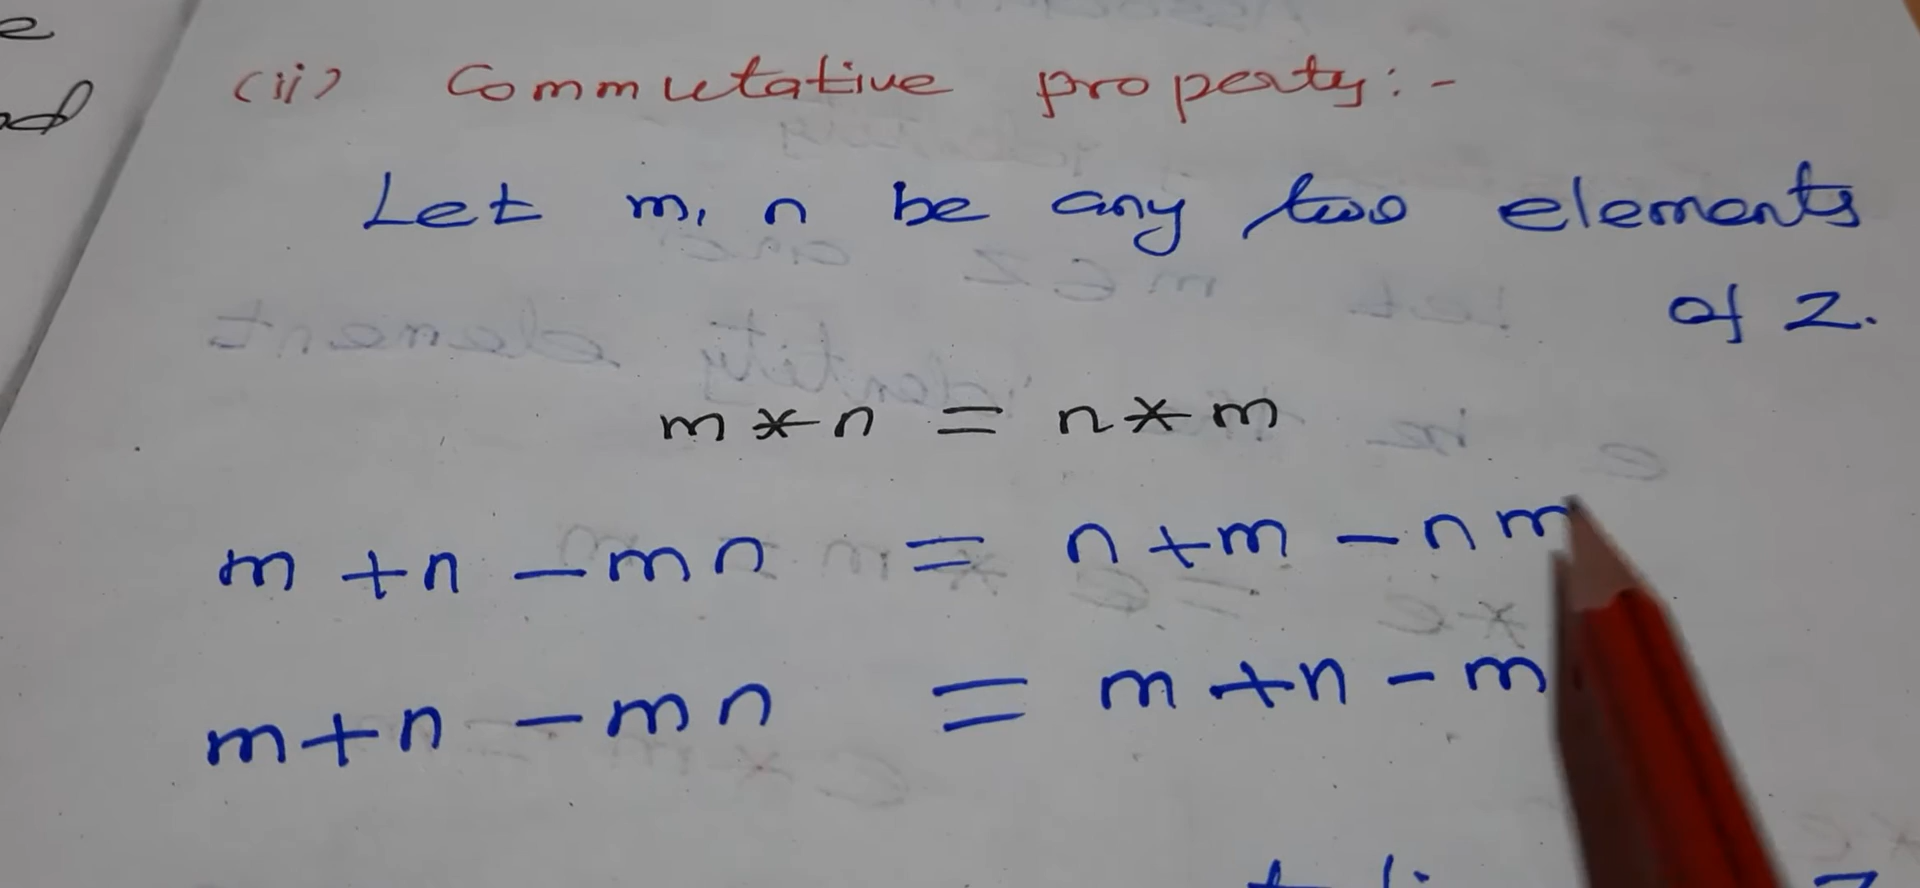 (ii) Commutative property:-
Let m, n be any two elements
of Z.
m * n = n * m
m + n - mn = n + m - nm
m + n - mn = m + n - m